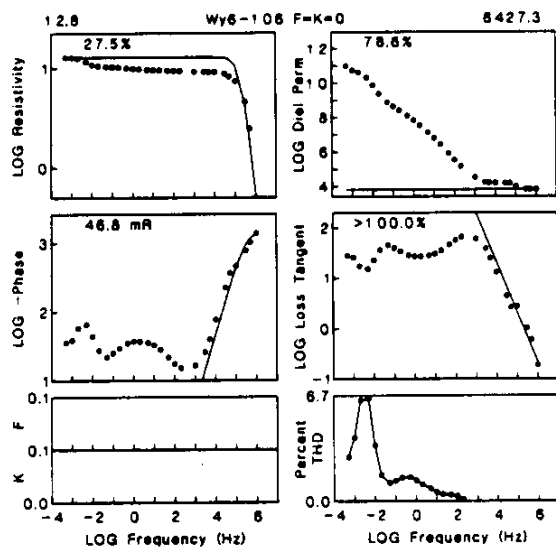 12.8 Wy6-106 F=K=0 6427.3
27.5%
LOG Resistivity
1
0
78.6%
LOG Diel Perm
12
10
8
6
4
46.8 mR
LOG -Phase
3
2
1
>100.0%
LOG Loss Tangent
2
1
0
-1
K F
0.1
0.1
0.0
-4 -2 0 2 4 6
LOG Frequency (Hz)
Percent THD
6.7
0.0
-4 -2 0 2 4 6
LOG Frequency (Hz)